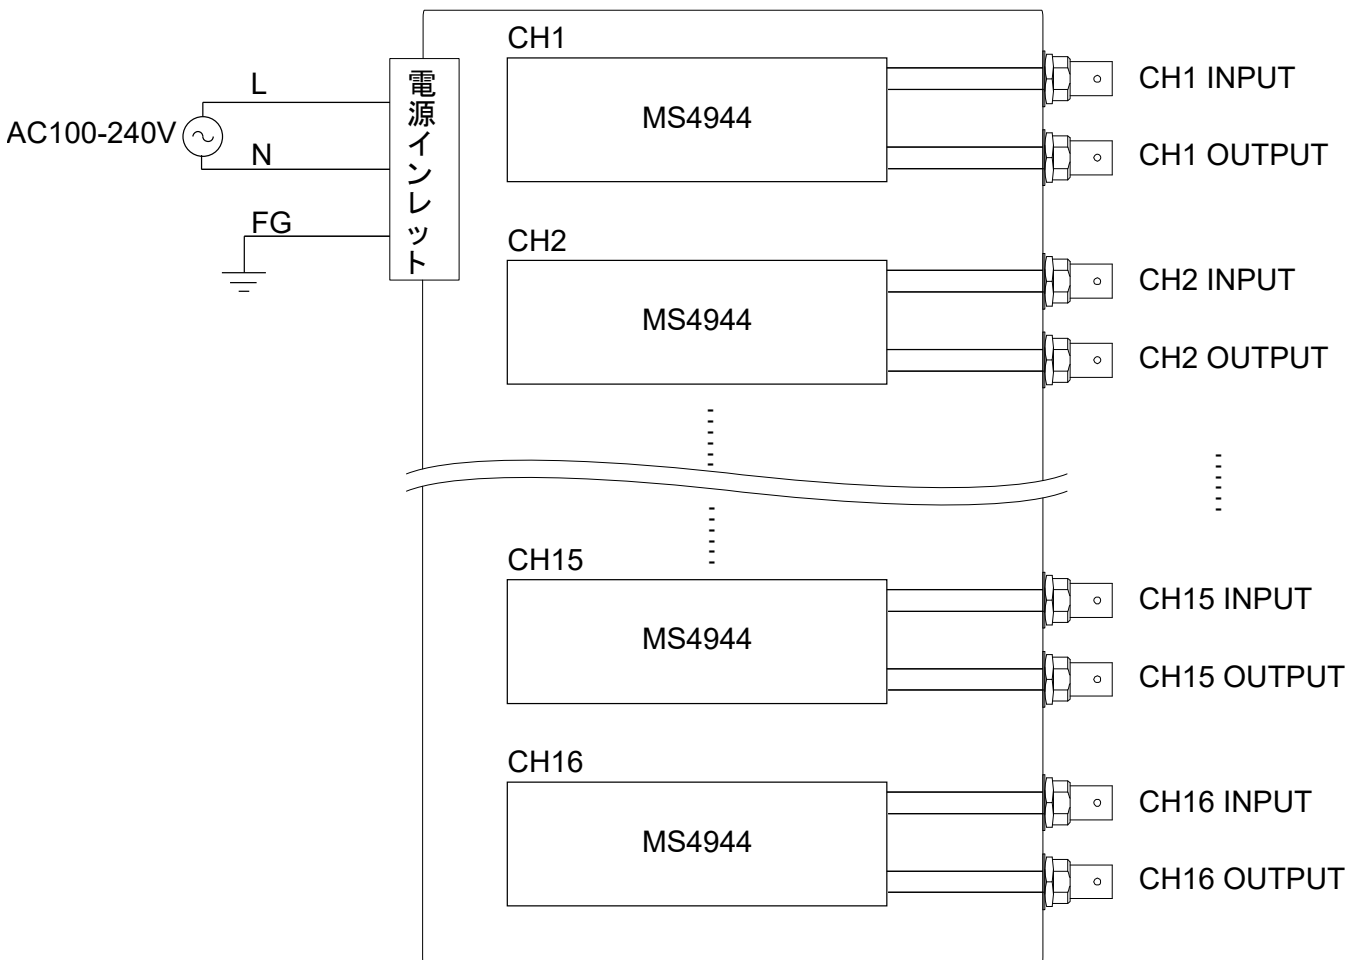 CH1
MS4944
CH1 INPUT
CH1 OUTPUT
L
AC100-240V
N
FG
電源インレット
CH2
MS4944
CH2 INPUT
CH2 OUTPUT
CH15
MS4944
CH15 INPUT
CH15 OUTPUT
CH16
MS4944
CH16 INPUT
CH16 OUTPUT